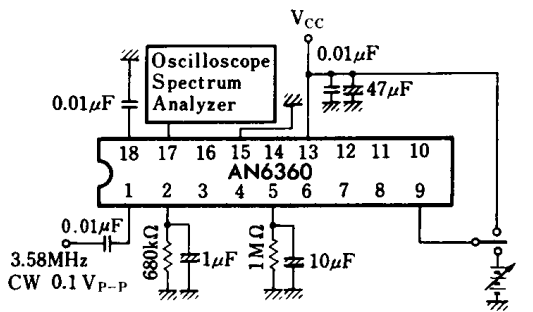 V_CC
0.01μF
Oscilloscope
Spectrum
Analyzer
0.01μF
47μF
18 17 16 15 14 13 12 11 10
AN6360
1 2 3 4 5 6 7 8 9
0.01μF
680kΩ
1μF
1MΩ
10μF
3.58MHz
CW 0.1 V_P-P